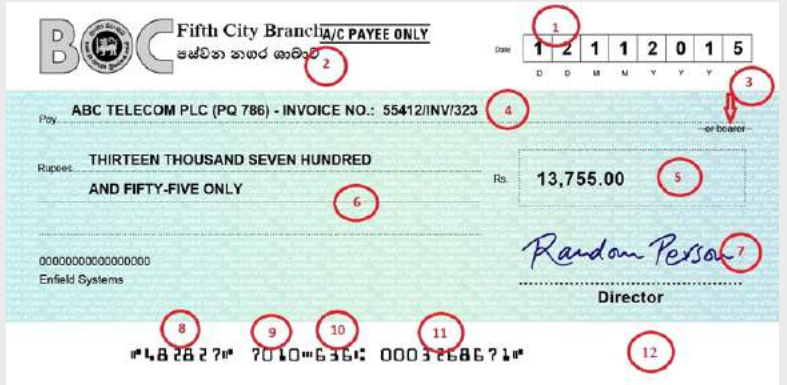 BOC Fifth City Branch A/C PAYEE ONLY
පස්වන නගර ශාඛාව
2
Date 1 2 1 1 2 0 1 5
1
D D M M Y Y Y
3
Pay ABC TELECOM PLC (PQ 786) - INVOICE NO.: 55412/INV/323 4
or bearer
Rupees THIRTEEN THOUSAND SEVEN HUNDRED
AND FIFTY-FIVE ONLY
6
Rs. 13,755.00 5
00000000000000000
Enfield Systems
Random Person 7
Director
8 9 10 11 12
⑈482827⑈ 7010⑉636⑆ 0003268671⑈